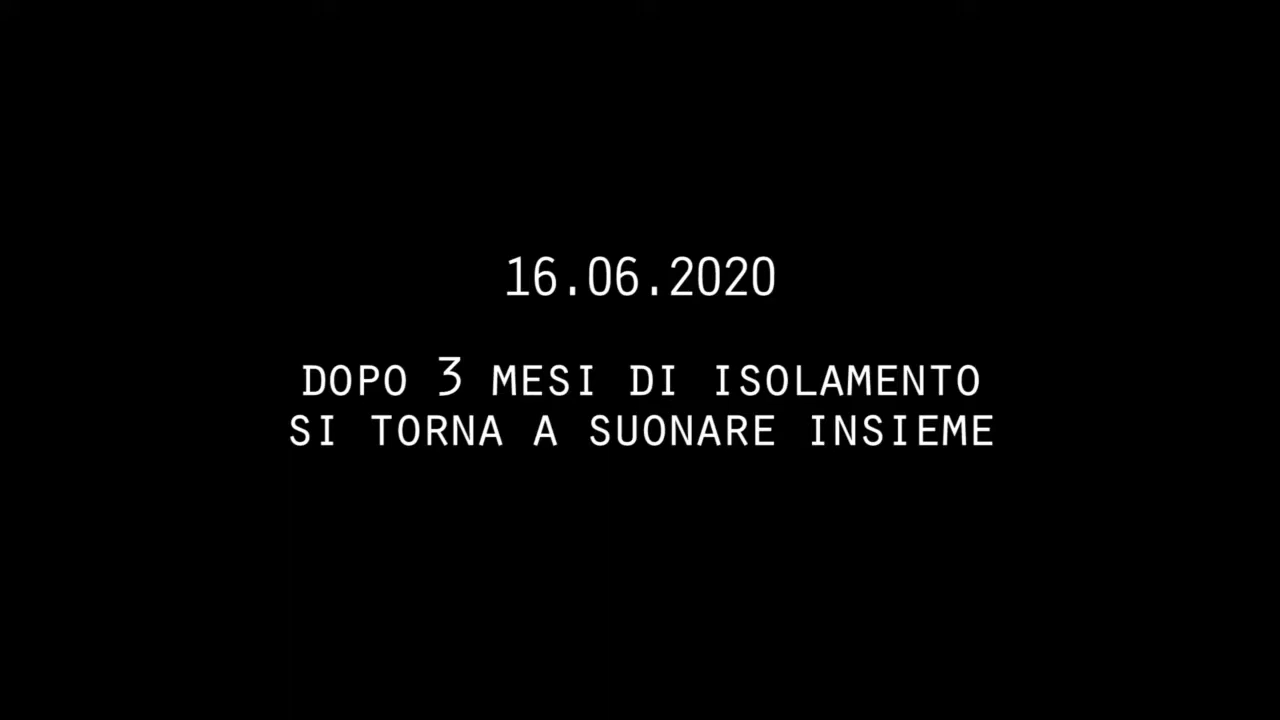 16.06.2020
DOPO 3 MESI DI ISOLAMENTO
SI TORNA A SUONARE INSIEME